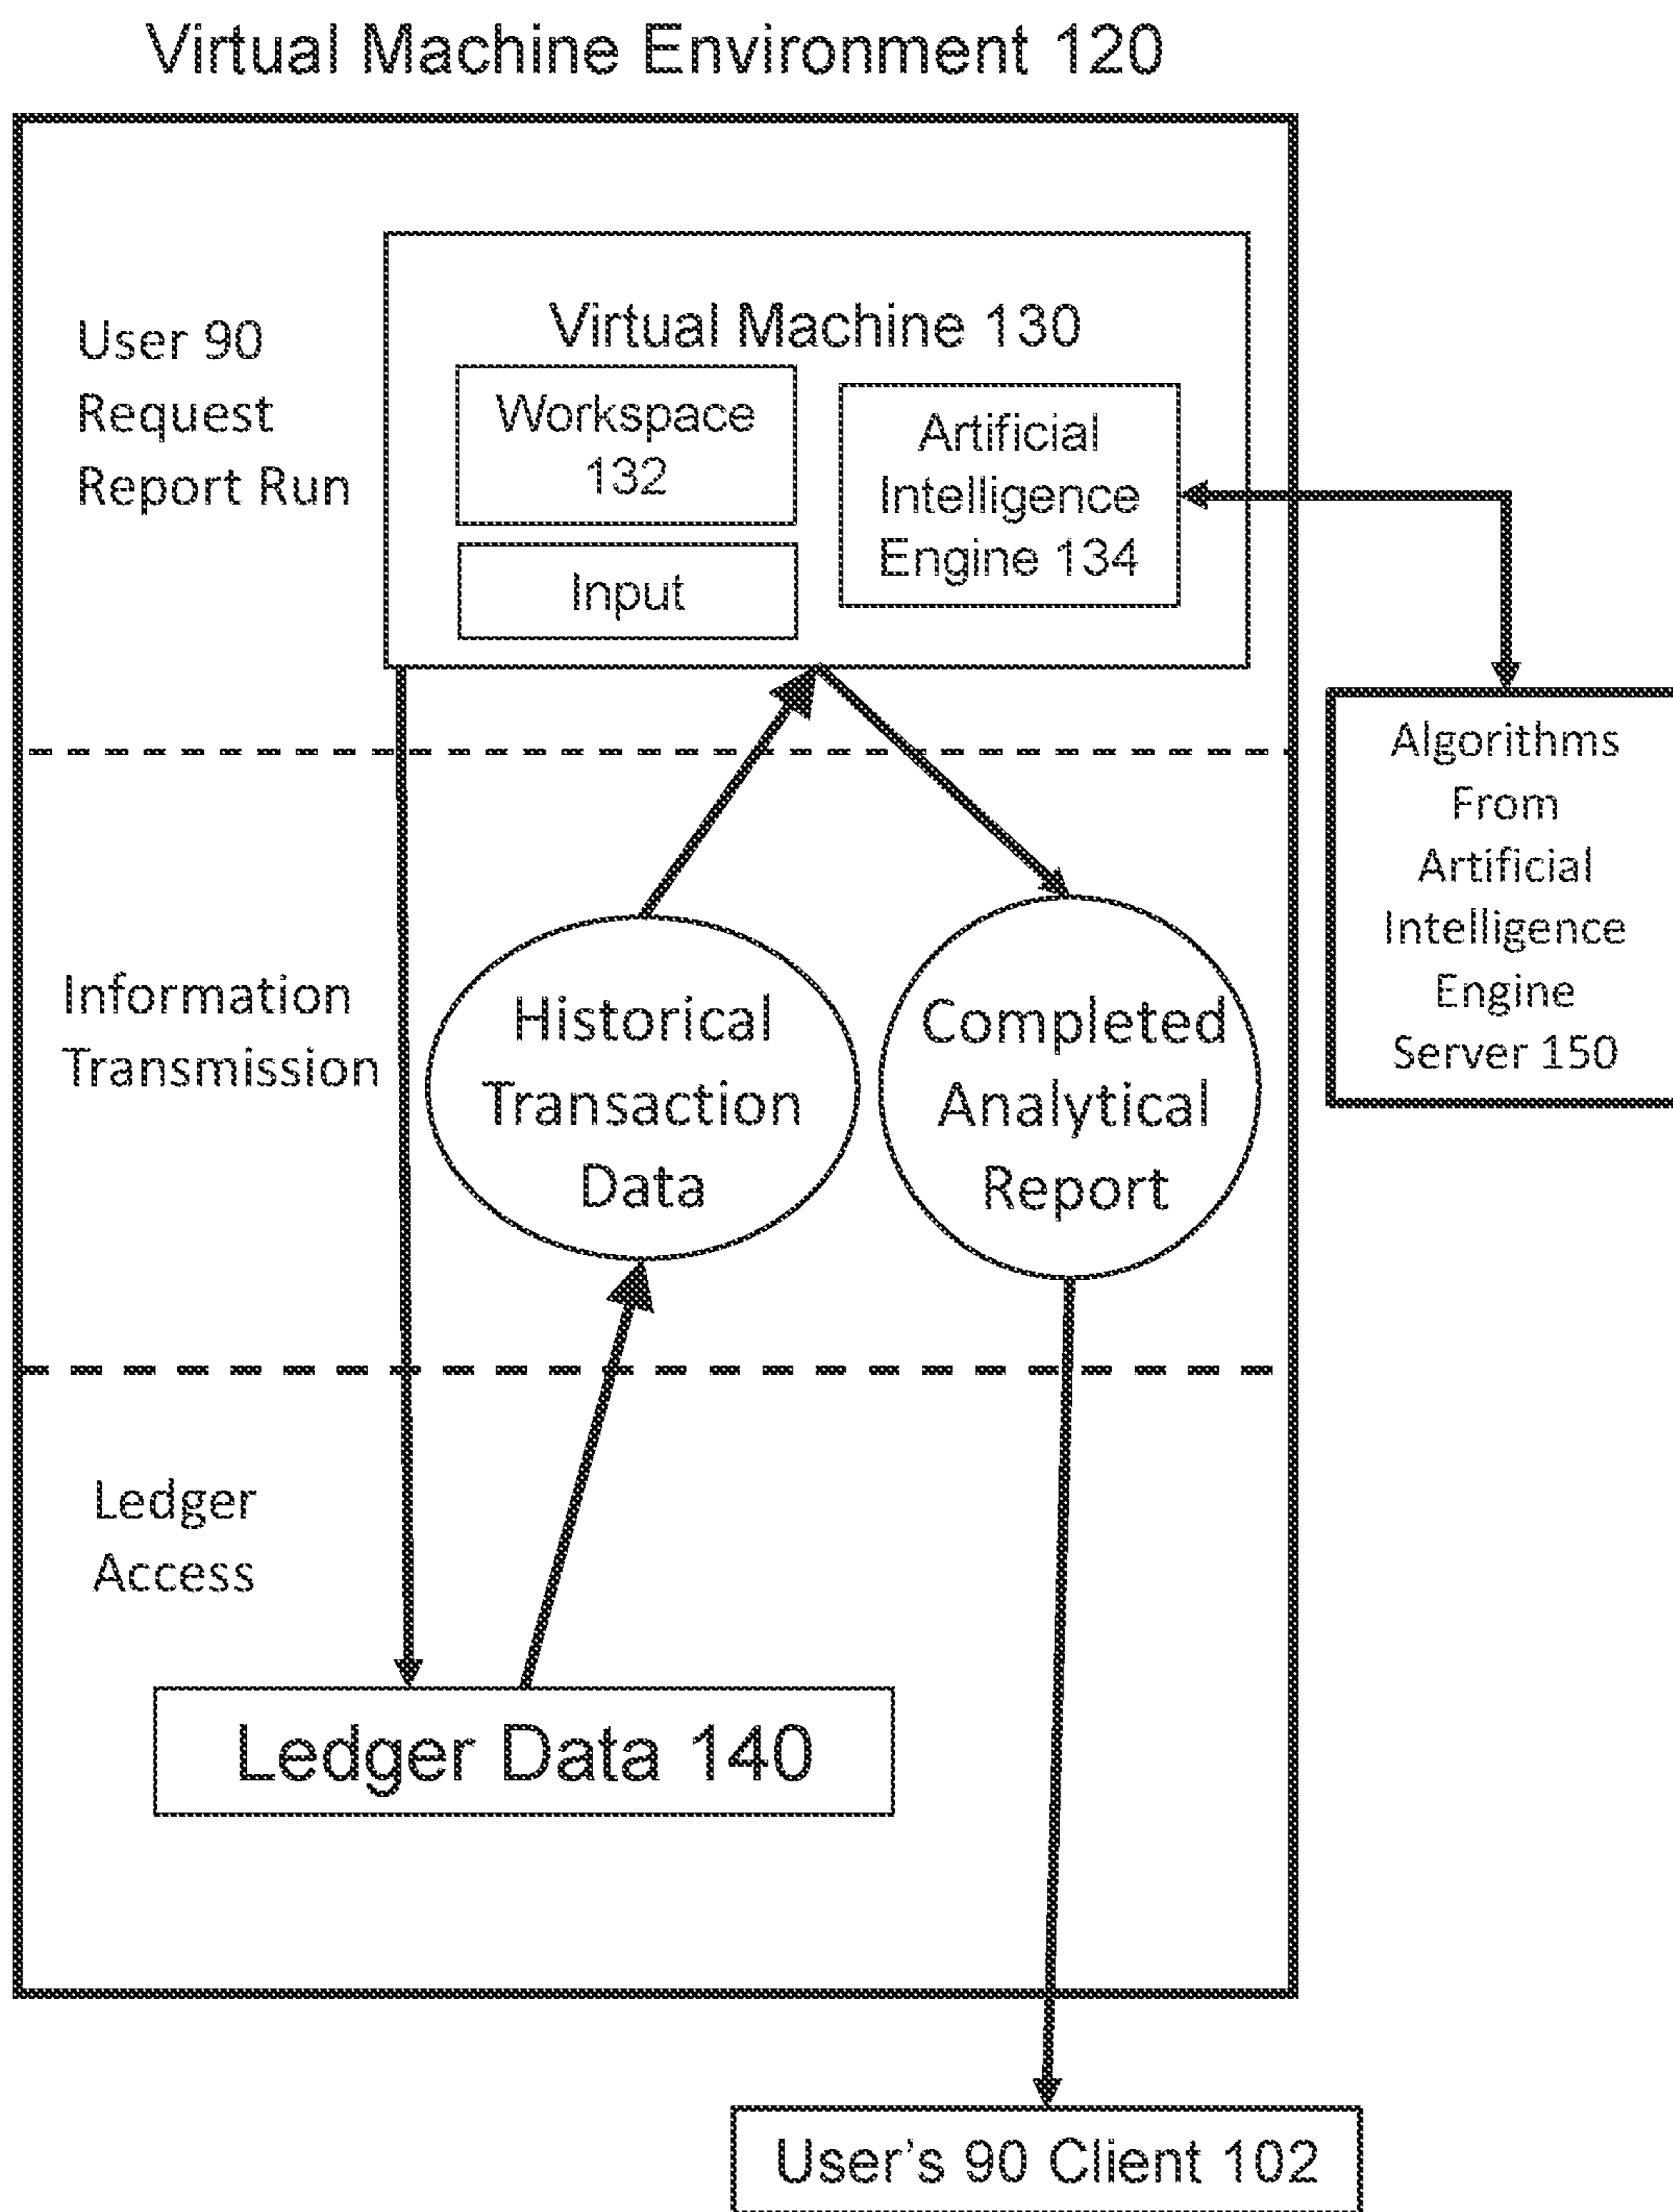 Virtual Machine Environment 120
User 90
Request
Report Run
Virtual Machine 130
Workspace
132
Input
Artificial
Intelligence
Engine 134
Algorithms
From
Artificial
Intelligence
Engine
Server 150
Information
Transmission
Historical
Transaction
Data
Completed
Analytical
Report
Ledger
Access
Ledger Data 140
User's 90 Client 102